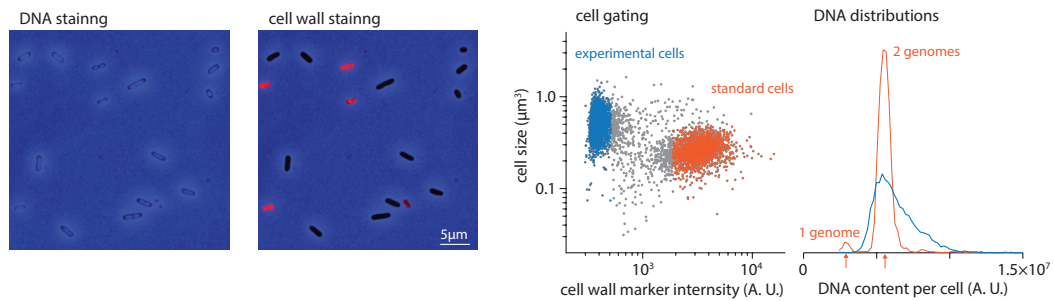 DNA stainng
cell wall stainng
5µm
cell gating
experimental cells
standard cells
1.0
0.1
cell size (µm³)
10³
10⁴
cell wall marker internsity (A. U.)
DNA distributions
2 genomes
1 genome
0
1.5×10⁷
DNA content per cell (A. U.)